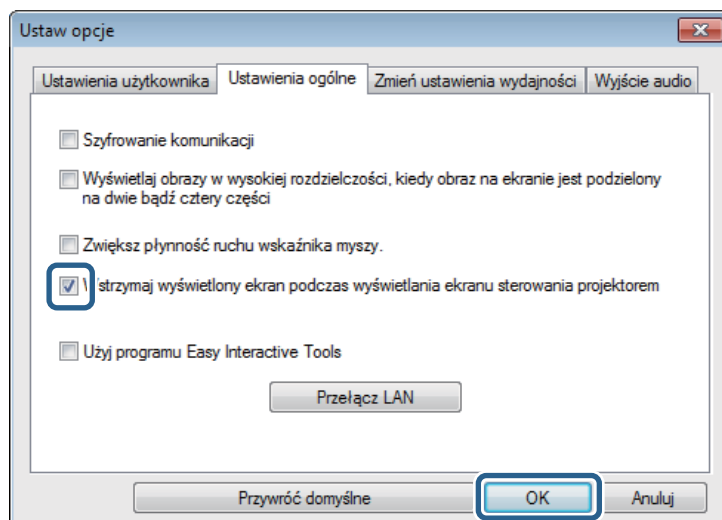 Ustaw opcje
Ustawienia użytkownika Ustawienia ogólne Zmień ustawienia wydajności Wyjście audio
Szyfrowanie komunikacji
Wyświetlaj obrazy w wysokiej rozdzielczości, kiedy obraz na ekranie jest podzielony
na dwie bądź cztery części
Zwiększ płynność ruchu wskaźnika myszy.
strzymaj wyświetlony ekran podczas wyświetlania ekranu sterowania projektorem
Użyj programu Easy Interactive Tools
Przełącz LAN
Przywróć domyślne OK Anuluj